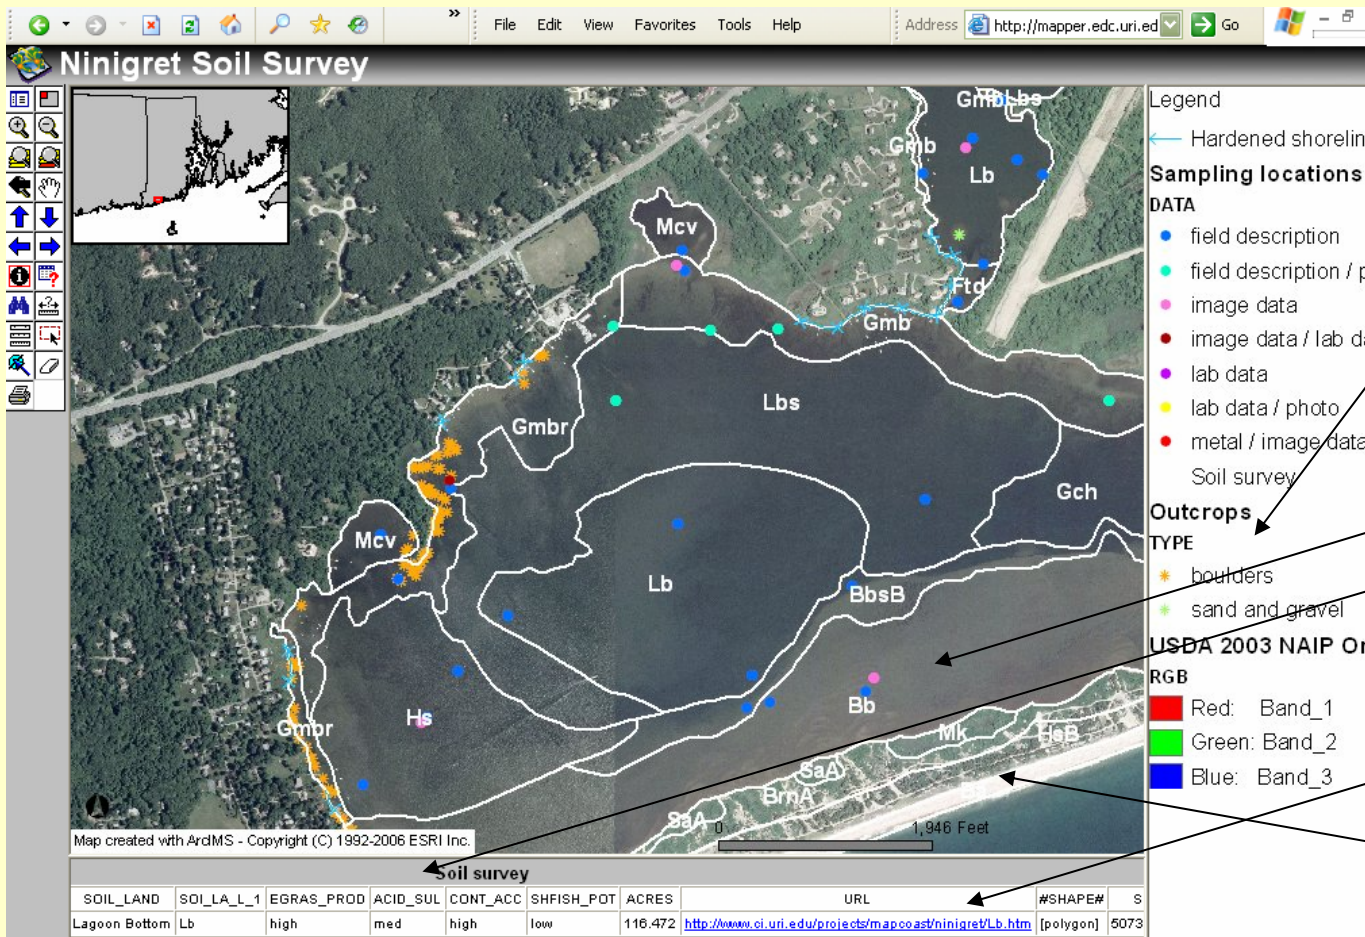 » File Edit View Favorites Tools Help Address http://mapper.edc.uri.ed Go
Ninigret Soil Survey
Gmb Lbs
Gmb
Lb
Mcv
Ftd
Gmb
Lbs
Gmbr
Gch
Mcv
Lb
BbsB
Hs
Bb
Gmbr
Mk
HsB
SaA
BrnA
SaA
0 1,946 Feet
Map created with ArcIMS - Copyright (C) 1992-2006 ESRI Inc.
Legend
Hardened shorelin
Sampling locations
DATA
field description
field description / p
image data
image data / lab da
lab data
lab data / photo
metal / image data
Soil survey
Outcrops
TYPE
boulders
sand and gravel
USDA 2003 NAIP Or
RGB
Red: Band_1
Green: Band_2
Blue: Band_3
Soil survey
SOIL_LAND SOI_LA_L_1 EGRAS_PROD ACID_SUL CONT_ACC SHFISH_POT ACRES URL #SHAPE# S
Lagoon Bottom Lb high med high low 116.472 http://www.ci.uri.edu/projects/mapcoast/ninigret/Lb.htm [polygon] 5073